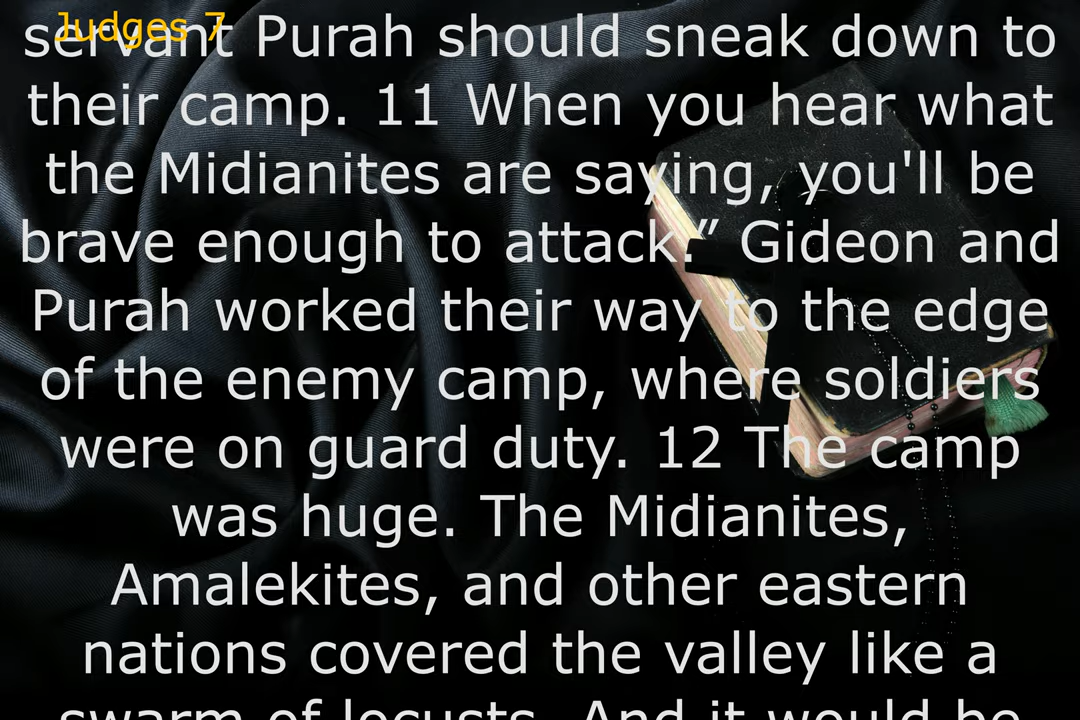 Judges 7
servant Purah should sneak down to
their camp. 11 When you hear what
the Midianites are saying, you'll be
brave enough to attack.” Gideon and
Purah worked their way to the edge
of the enemy camp, where soldiers
were on guard duty. 12 The camp
was huge. The Midianites,
Amalekites, and other eastern
nations covered the valley like a
swarm of locusts. And it would be